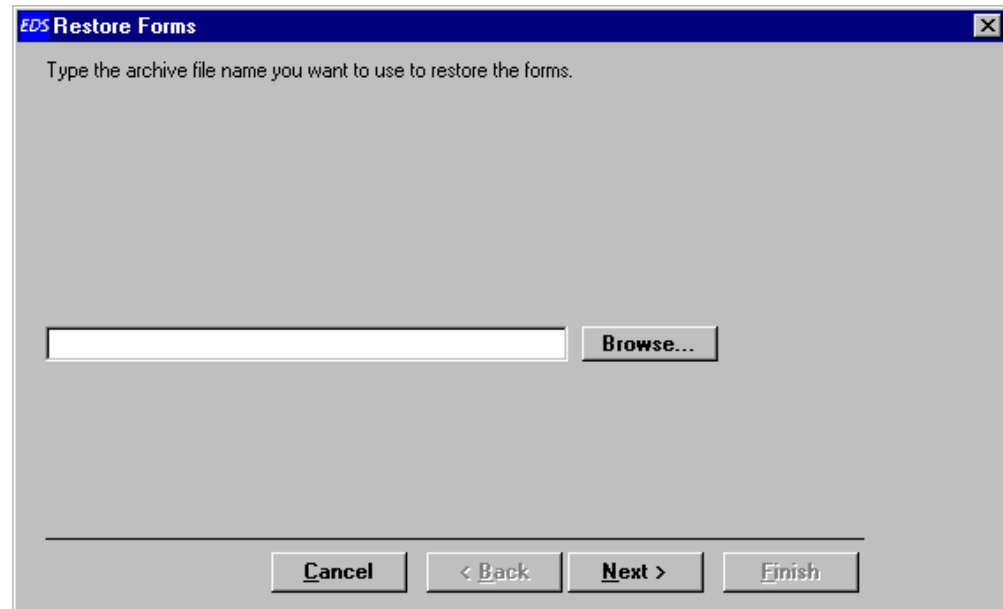 EDS Restore Forms
Type the archive file name you want to use to restore the forms.
Browse...
Cancel < Back Next > Finish